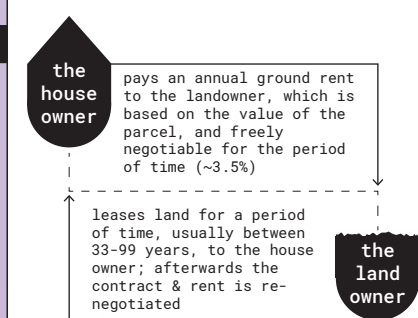 the
house
owner
pays an annual ground rent
to the landowner, which is
based on the value of the
parcel, and freely
negotiable for the period
of time (~3.5%)
leases land for a period
of time, usually between
33-99 years, to the house
owner; afterwards the
contract & rent is re-
negotiated
the
land
owner